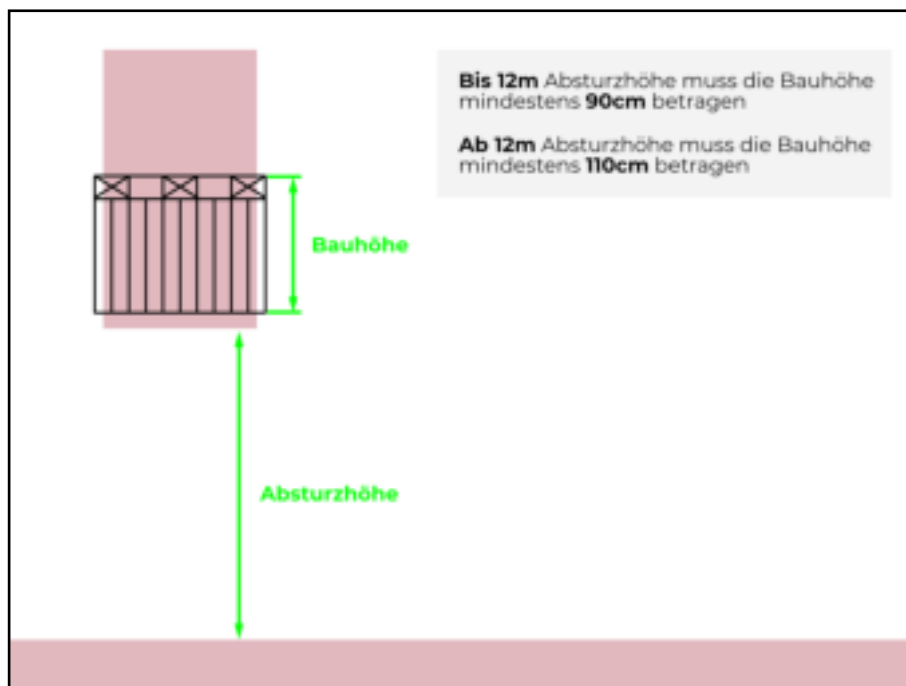 Bis 12m Absturzhöhe muss die Bauhöhe
mindestens 90cm betragen
Ab 12m Absturzhöhe muss die Bauhöhe
mindestens 110cm betragen
Bauhöhe
Absturzhöhe